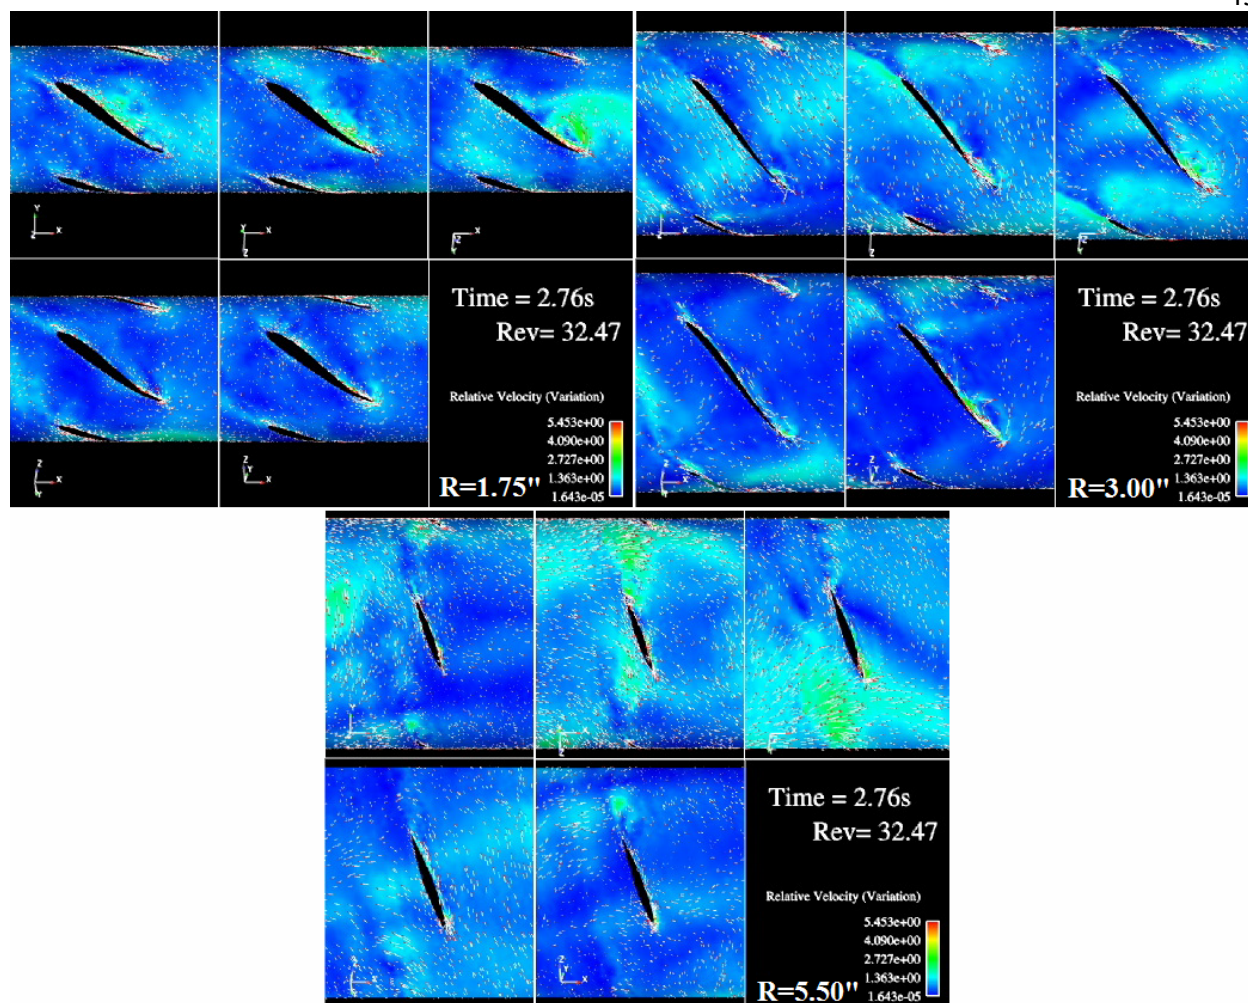 Time = 2.76s
Rev= 32.47
Relative Velocity (Variation)
5.453e+00
4.090e+00
2.727e+00
1.363e+00
1.643e-05
R=1.75"
Time = 2.76s
Rev= 32.47
Relative Velocity (Variation)
5.453e+00
4.090e+00
2.727e+00
1.363e+00
1.643e-05
R=3.00"
Time = 2.76s
Rev= 32.47
Relative Velocity (Variation)
5.453e+00
4.090e+00
2.727e+00
1.363e+00
1.643e-05
R=5.50"